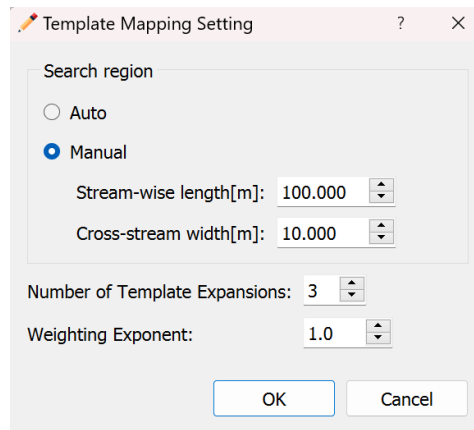 Template Mapping Setting ? ×
Search region
Auto
Manual
Stream-wise length[m]: 100.000
Cross-stream width[m]: 10.000
Number of Template Expansions: 3
Weighting Exponent: 1.0
OK Cancel